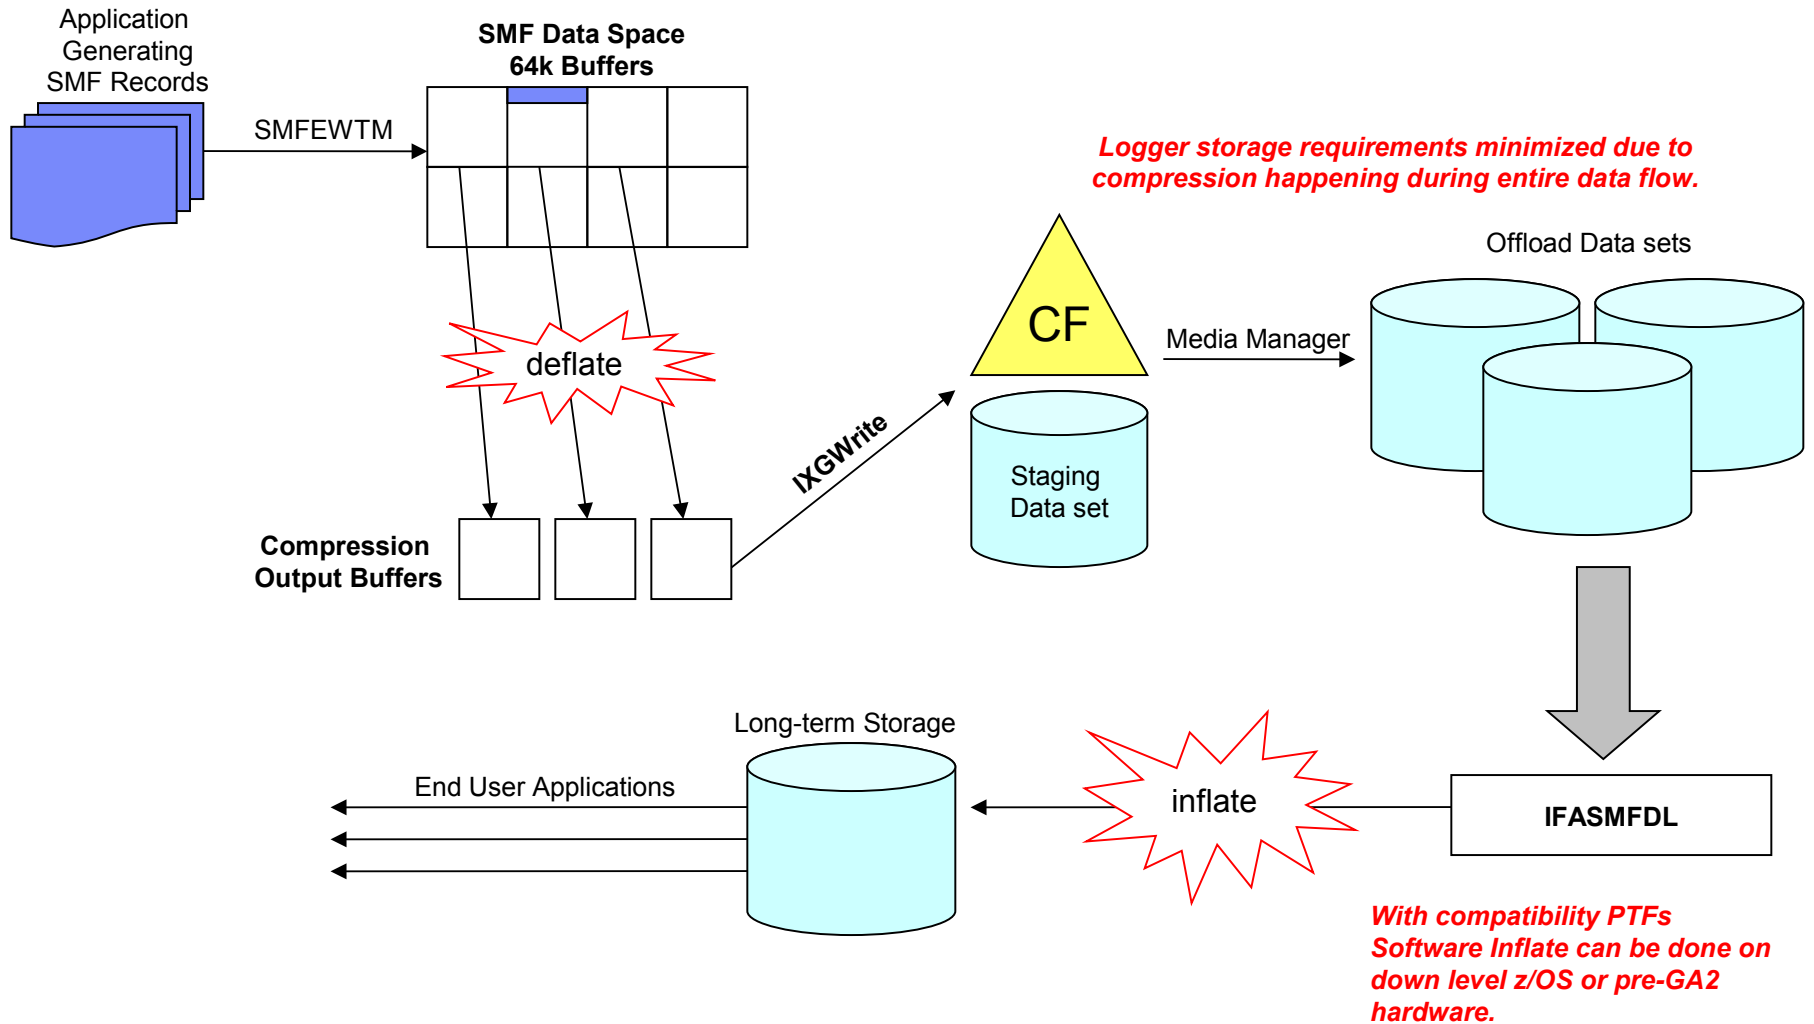 Application
Generating
SMF Records
SMF Data Space
64k Buffers
SMFEWTM
Logger storage requirements minimized due to
compression happening during entire data flow.
Offload Data sets
CF
Media Manager
deflate
IXGWrite
Staging
Data set
Compression
Output Buffers
Long-term Storage
End User Applications
inflate
IFASMFDL
With compatibility PTFs
Software Inflate can be done on
down level z/OS or pre-GA2
hardware.